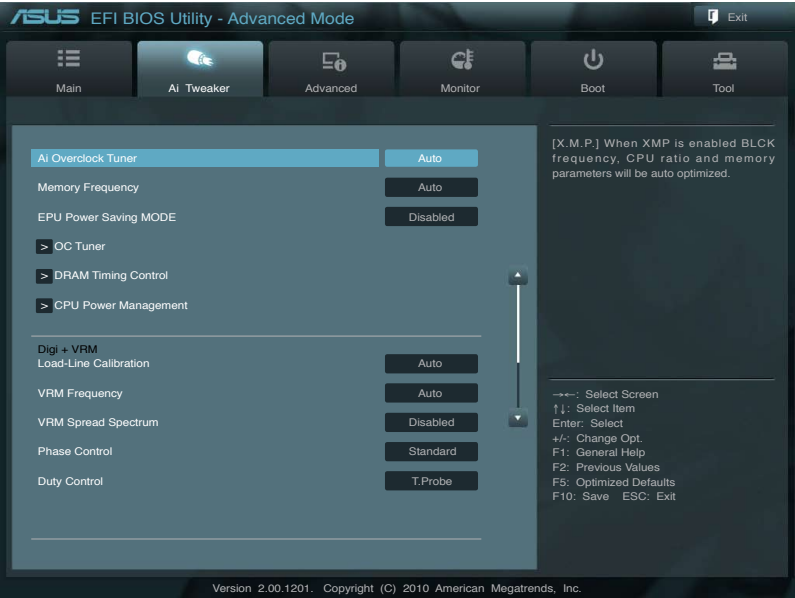 ASUS EFI BIOS Utility - Advanced Mode
Exit
Main
Ai Tweaker
Advanced
Monitor
Boot
Tool
Ai Overclock Tuner Auto
Memory Frequency Auto
EPU Power Saving MODE Disabled
> OC Tuner
> DRAM Timing Control
> CPU Power Management
Digi + VRM
Load-Line Calibration Auto
VRM Frequency Auto
VRM Spread Spectrum Disabled
Phase Control Standard
Duty Control T.Probe
[X.M.P.] When XMP is enabled BLCK
frequency, CPU ratio and memory
parameters will be auto optimized.
→←: Select Screen
↑↓: Select Item
Enter: Select
+/-: Change Opt.
F1: General Help
F2: Previous Values
F5: Optimized Defaults
F10: Save ESC: Exit
Version 2.00.1201. Copyright (C) 2010 American Megatrends, Inc.